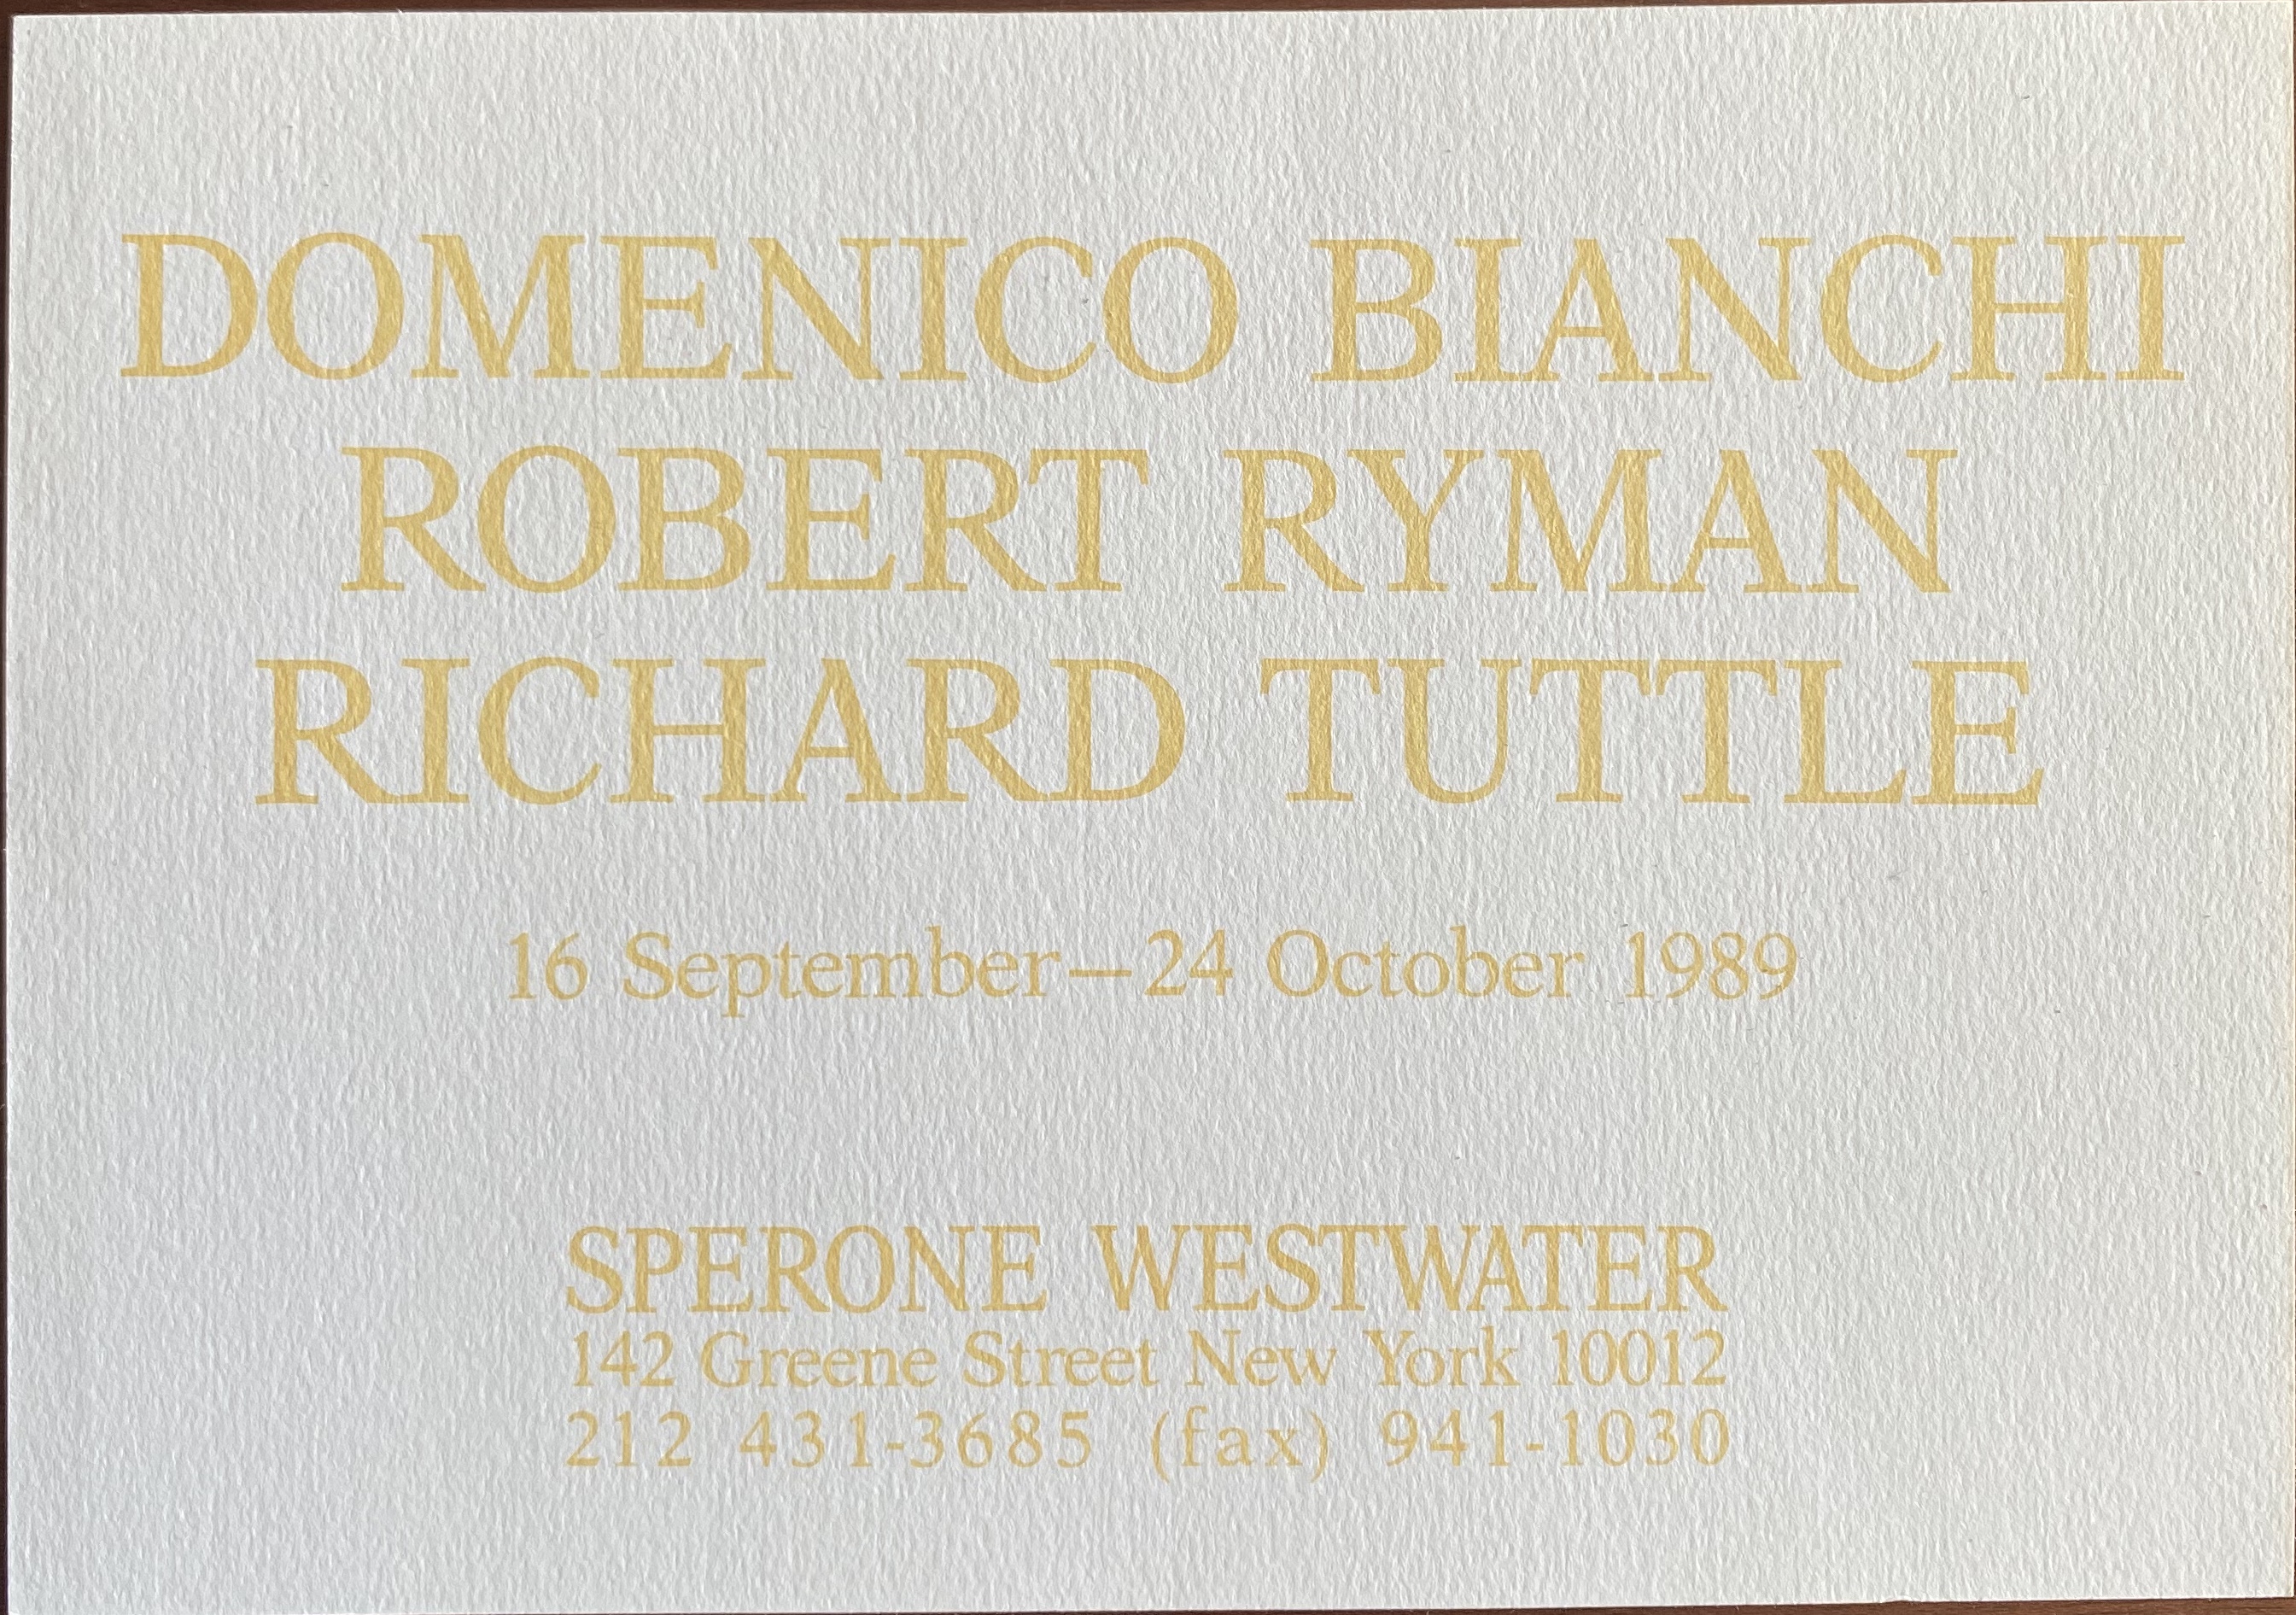 DOMENICO BIANCHI
ROBERT RYMAN
RICHARD TUTTLE
16 September—24 October 1989
SPERONE WESTWATER
142 Greene Street New York 10012
212 431-3685 (fax) 941-1030